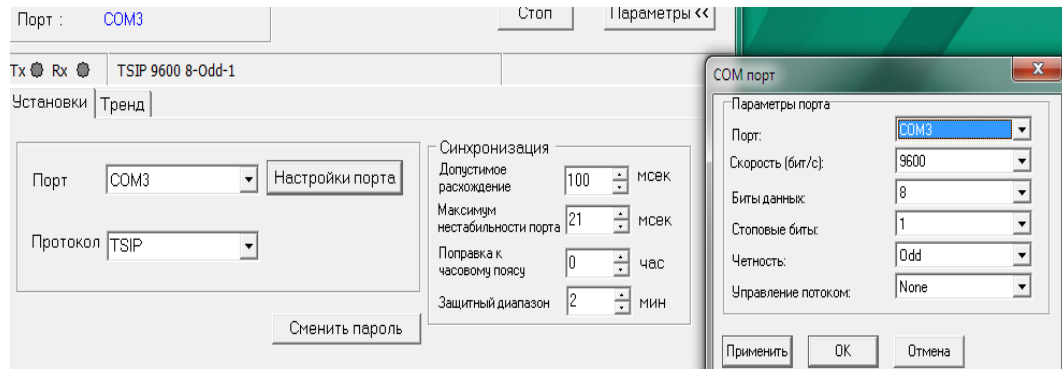 Порт : COM3 Стоп Параметры <<
Tx Rx TSIP 9600 8-Odd-1
Установки Тренд
Порт COM3 Настройки порта
Протокол TSIP
Сменить пароль
Синхронизация
Допустимое
расхождение 100 мсек
Максимум
нестабильности порта 21 мсек
Поправка к
часовому поясу 0 час
Защитный диапазон 2 мин
COM порт x
Параметры порта
Порт: COM3
Скорость (бит/с): 9600
Биты данных: 8
Стоповые биты: 1
Четность: Odd
Управление потоком: None
Применить OK Отмена